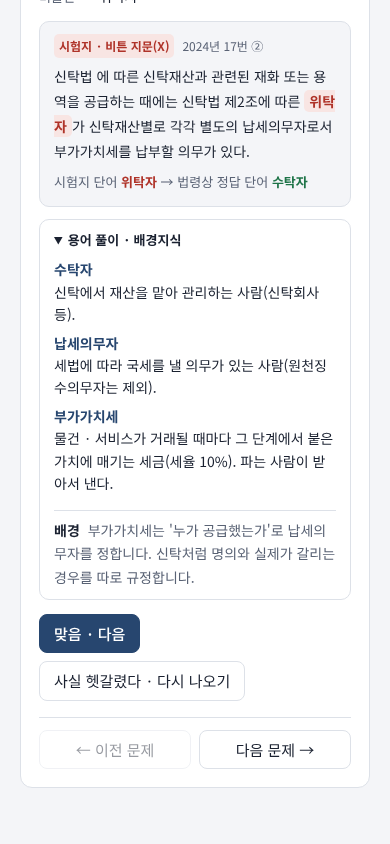 시험지 · 비튼 지문(X) 2024년 17번 ②
신탁법 에 따른 신탁재산과 관련된 재화 또는 용
역을 공급하는 때에는 신탁법 제2조에 따른 위탁
자 가 신탁재산별로 각각 별도의 납세의무자로서
부가가치세를 납부할 의무가 있다.
시험지 단어 위탁자 → 법령상 정답 단어 수탁자
▼ 용어 풀이 · 배경지식
수탁자
신탁에서 재산을 맡아 관리하는 사람(신탁회사
등).
납세의무자
세법에 따라 국세를 낼 의무가 있는 사람(원천징
수의무자는 제외).
부가가치세
물건 · 서비스가 거래될 때마다 그 단계에서 붙은
가치에 매기는 세금(세율 10%). 파는 사람이 받
아서 낸다.
배경 부가가치세는 '누가 공급했는가'로 납세의
무자를 정합니다. 신탁처럼 명의와 실제가 갈리는
경우를 따로 규정합니다.
맞음 · 다음
사실 헷갈렸다 · 다시 나오기
← 이전 문제 다음 문제 →